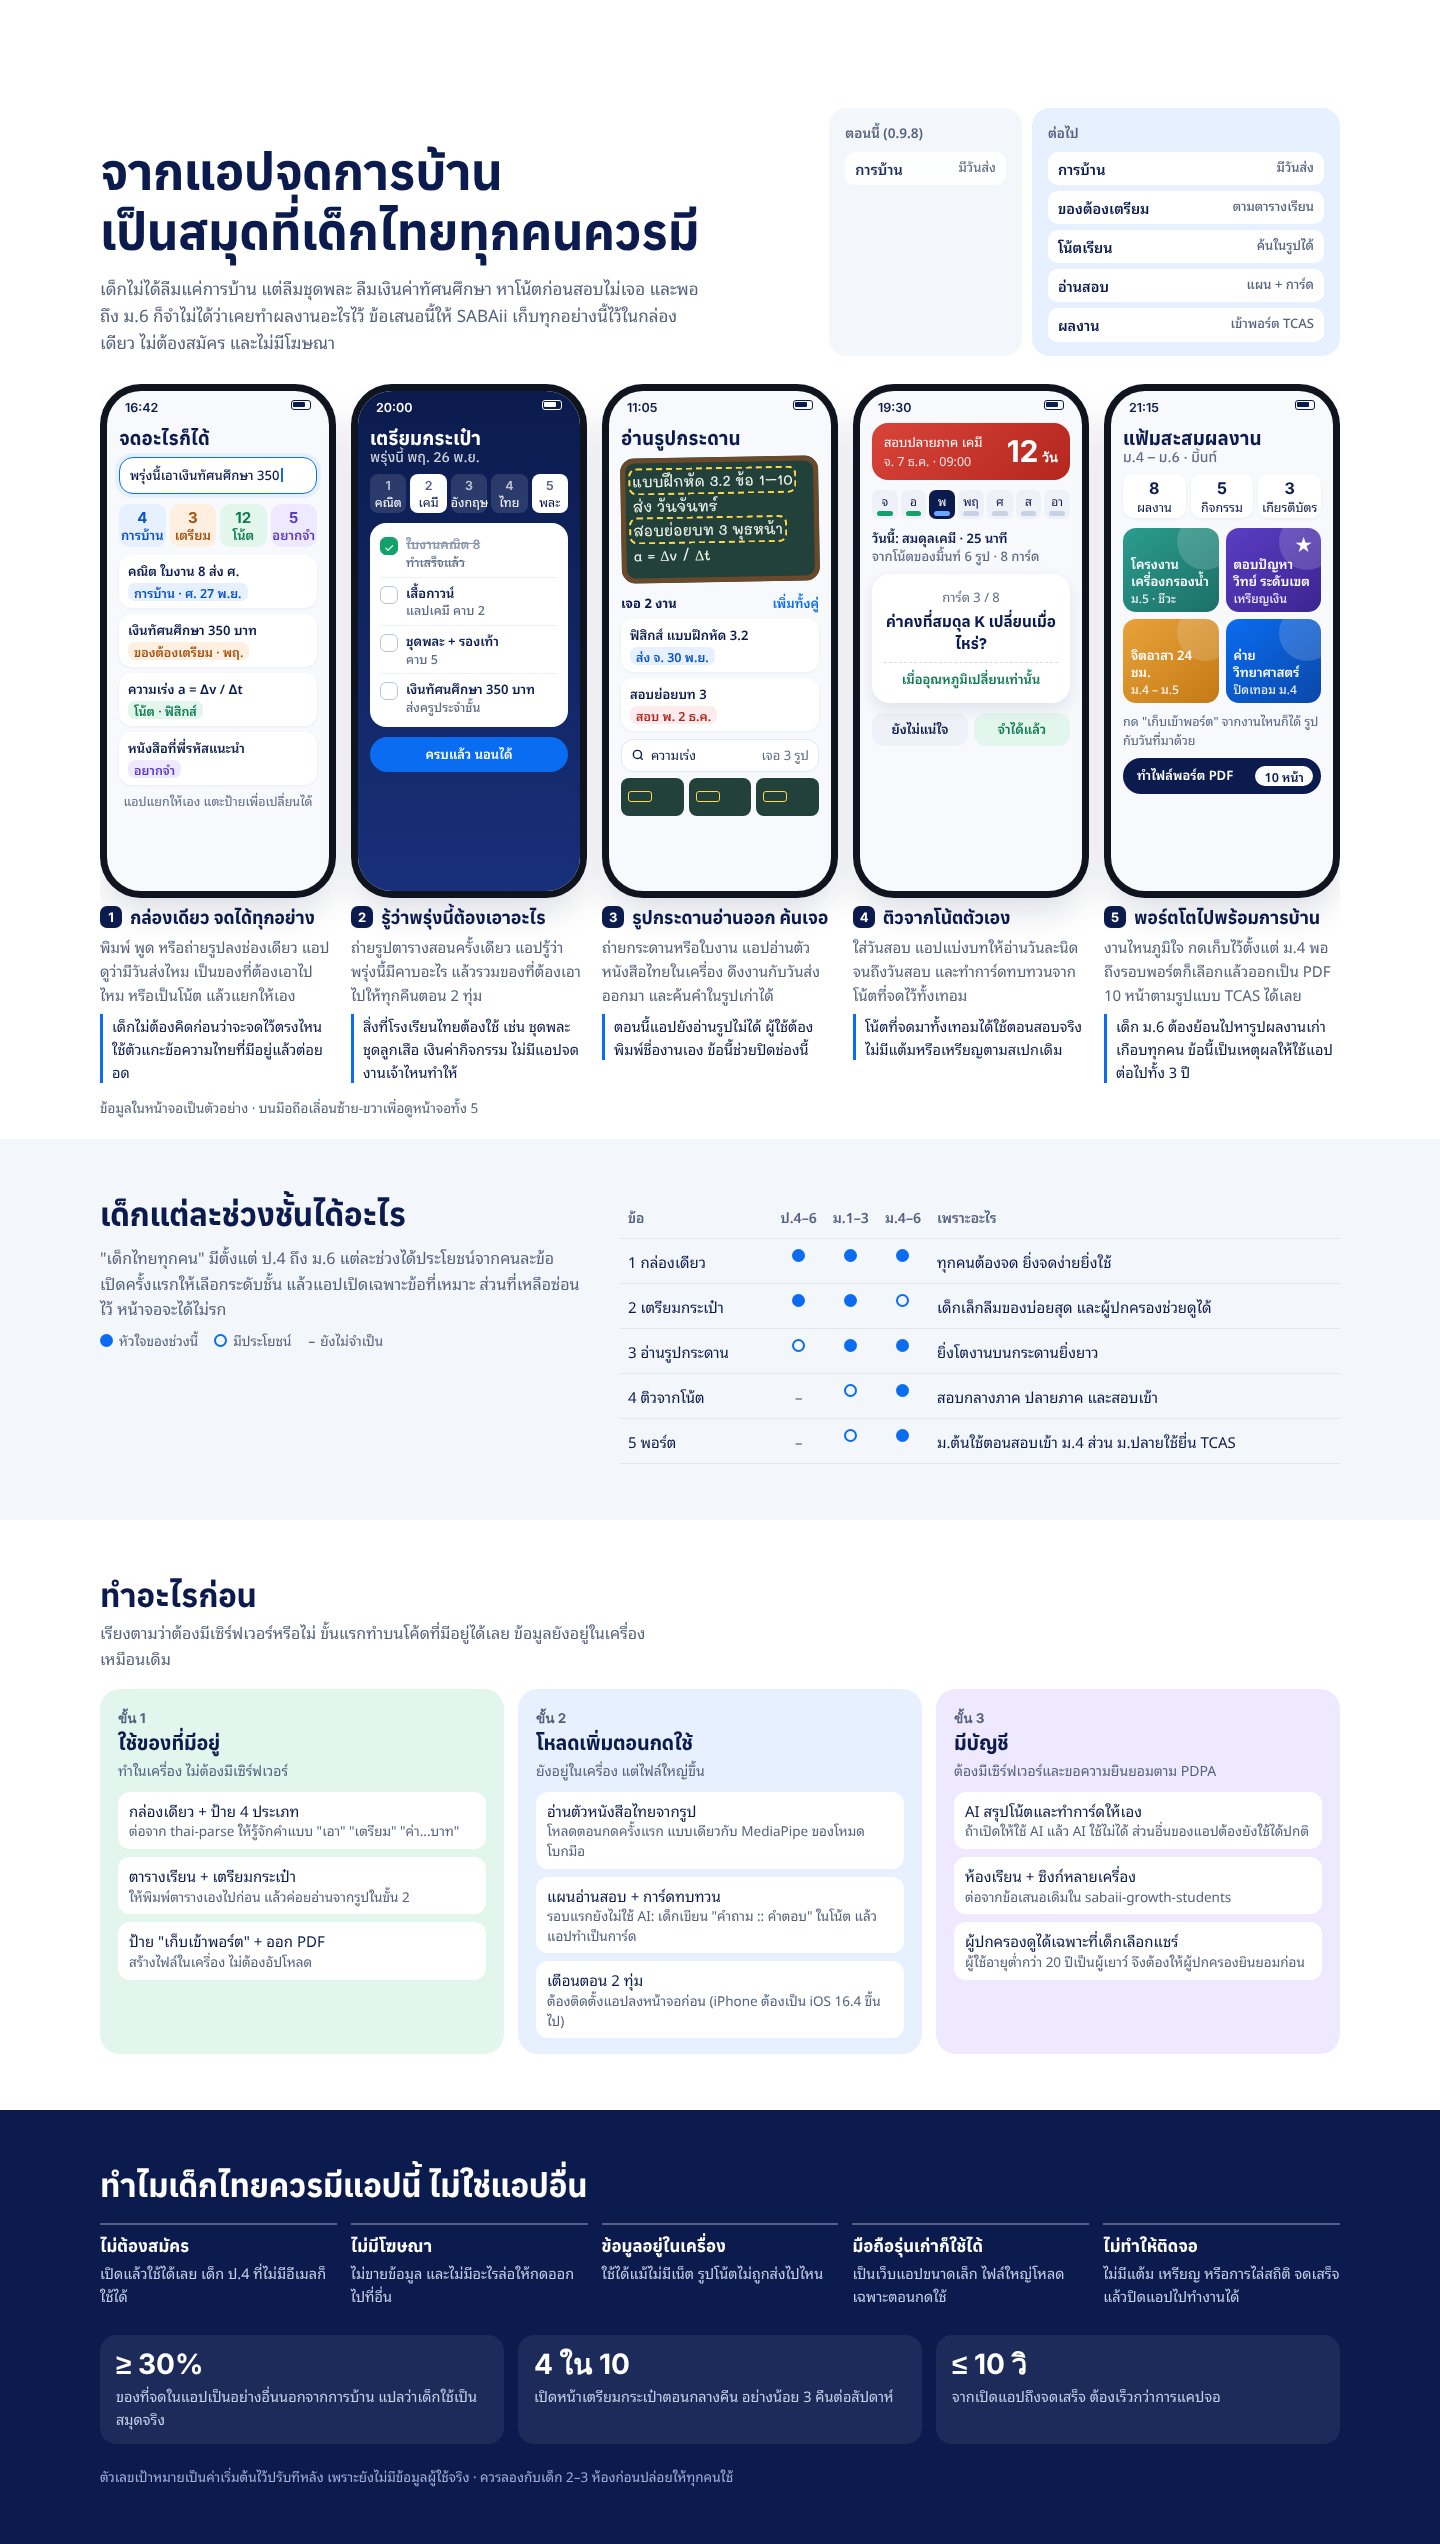 จากแอปจดการบ้าน
เป็นสมุดที่เด็กไทยทุกคนควรมี
เด็กไม่ได้ลืมแค่การบ้าน แต่ลืมชุดพละ ลืมเงินค่าทัศนศึกษา หาโน้ตก่อนสอบไม่เจอ และพอ
ถึง ม.6 ก็จำไม่ได้ว่าเคยทำผลงานอะไรไว้ ข้อเสนอนี้ให้ SABAii เก็บทุกอย่างนี้ไว้ในกล่อง
เดียว ไม่ต้องสมัคร และไม่มีโฆษณา
ตอนนี้ (0.9.8)
การบ้าน มีวันส่ง
ต่อไป
การบ้าน มีวันส่ง
ของต้องเตรียม ตามตารางเรียน
โน้ตเรียน ค้นในรูปได้
อ่านสอบ แผน + การ์ด
ผลงาน เข้าพอร์ต TCAS
16:42
จดอะไรก็ได้
พรุ่งนี้เอาเงินทัศนศึกษา 350
4 3 12 5
การบ้าน เตรียม โน้ต อยากจำ
คณิต ใบงาน 8 ส่ง ศ.
การบ้าน · ศ. 27 พ.ย.
เงินทัศนศึกษา 350 บาท
ของต้องเตรียม · พฤ.
ความเร่ง a = Δv / Δt
โน้ต · ฟิสิกส์
หนังสือที่พี่รหัสแนะนำ
อยากจำ
แอปแยกให้เอง แตะป้ายเพื่อเปลี่ยนได้
20:00
เตรียมกระเป๋า
พรุ่งนี้ พฤ. 26 พ.ย.
1 2 3 4 5
คณิต เคมี อังกฤษ ไทย พละ
ใบงานคณิต 8
ทำเสร็จแล้ว
เสื้อกาวน์
แลปเคมี คาบ 2
ชุดพละ + รองเท้า
คาบ 5
เงินทัศนศึกษา 350 บาท
ส่งครูประจำชั้น
ครบแล้ว นอนได้
11:05
อ่านรูปกระดาน
แบบฝึกหัด 3.2 ข้อ 1–10
ส่ง วันจันทร์
สอบย่อยบท 3 พุธหน้า
a = Δv / Δt
เจอ 2 งาน เพิ่มทั้งคู่
ฟิสิกส์ แบบฝึกหัด 3.2
ส่ง จ. 30 พ.ย.
สอบย่อยบท 3
สอบ พ. 2 ธ.ค.
ความเร่ง เจอ 3 รูป
19:30
สอบปลายภาค เคมี
จ. 7 ธ.ค. · 09:00
12 วัน
จ อ พ พฤ ศ ส อา
วันนี้: สมดุลเคมี · 25 นาที
จากโน้ตของมิ้นท์ 6 รูป · 8 การ์ด
การ์ด 3 / 8
ค่าคงที่สมดุล K เปลี่ยนเมื่อ
ไหร่?
เมื่ออุณหภูมิเปลี่ยนเท่านั้น
ยังไม่แน่ใจ จำได้แล้ว
21:15
แฟ้มสะสมผลงาน
ม.4 – ม.6 · มิ้นท์
8 5 3
ผลงาน กิจกรรม เกียรติบัตร
โครงงาน
เครื่องกรองน้ำ
ม.5 · ชีวะ
★
ตอบปัญหา
วิทย์ ระดับเขต
เหรียญเงิน
จิตอาสา 24
ชม.
ม.4 – ม.5
ค่าย
วิทยาศาสตร์
ปิดเทอม ม.4
กด "เก็บเข้าพอร์ต" จากงานไหนก็ได้ รูป
กับวันที่มาด้วย
ทำไฟล์พอร์ต PDF 10 หน้า
1 กล่องเดียว จดได้ทุกอย่าง
พิมพ์ พูด หรือถ่ายรูปลงช่องเดียว แอป
ดูว่ามีวันส่งไหม เป็นของที่ต้องเอาไป
ไหม หรือเป็นโน้ต แล้วแยกให้เอง
เด็กไม่ต้องคิดก่อนว่าจะจดไว้ตรงไหน
ใช้ตัวแกะข้อความไทยที่มีอยู่แล้วต่อย
อด
2 รู้ว่าพรุ่งนี้ต้องเอาอะไร
ถ่ายรูปตารางสอนครั้งเดียว แอปรู้ว่า
พรุ่งนี้มีคาบอะไร แล้วรวมของที่ต้องเอา
ไปให้ทุกคืนตอน 2 ทุ่ม
สิ่งที่โรงเรียนไทยต้องใช้ เช่น ชุดพละ
ชุดลูกเสือ เงินค่ากิจกรรม ไม่มีแอปจด
งานเจ้าไหนทำให้
3 รูปกระดานอ่านออก ค้นเจอ
ถ่ายกระดานหรือใบงาน แอปอ่านตัว
หนังสือไทยในเครื่อง ดึงงานกับวันส่ง
ออกมา และค้นคำในรูปเก่าได้
ตอนนี้แอปยังอ่านรูปไม่ได้ ผู้ใช้ต้อง
พิมพ์ชื่องานเอง ข้อนี้ช่วยปิดช่องนี้
4 ติวจากโน้ตตัวเอง
ใส่วันสอบ แอปแบ่งบทให้อ่านวันละนิด
จนถึงวันสอบ และทำการ์ดทบทวนจาก
โน้ตที่จดไว้ทั้งเทอม
โน้ตที่จดมาทั้งเทอมได้ใช้ตอนสอบจริง
ไม่มีแต้มหรือเหรียญตามสเปกเดิม
5 พอร์ตโตไปพร้อมการบ้าน
งานไหนภูมิใจ กดเก็บไว้ตั้งแต่ ม.4 พอ
ถึงรอบพอร์ตก็เลือกแล้วออกเป็น PDF
10 หน้าตามรูปแบบ TCAS ได้เลย
เด็ก ม.6 ต้องย้อนไปหารูปผลงานเก่า
เกือบทุกคน ข้อนี้เป็นเหตุผลให้ใช้แอป
ต่อไปทั้ง 3 ปี
ข้อมูลในหน้าจอเป็นตัวอย่าง · บนมือถือเลื่อนซ้าย-ขวาเพื่อดูหน้าจอทั้ง 5
เด็กแต่ละช่วงชั้นได้อะไร
"เด็กไทยทุกคน" มีตั้งแต่ ป.4 ถึง ม.6 แต่ละช่วงได้ประโยชน์จากคนละข้อ
เปิดครั้งแรกให้เลือกระดับชั้น แล้วแอปเปิดเฉพาะข้อที่เหมาะ ส่วนที่เหลือซ่อน
ไว้ หน้าจอจะได้ไม่รก
หัวใจของช่วงนี้ มีประโยชน์ – ยังไม่จำเป็น
ข้อ ป.4–6 ม.1–3 ม.4–6 เพราะอะไร
1 กล่องเดียว ทุกคนต้องจด ยิ่งจดง่ายยิ่งใช้
2 เตรียมกระเป๋า เด็กเล็กลืมของบ่อยสุด และผู้ปกครองช่วยดูได้
3 อ่านรูปกระดาน ยิ่งโตงานบนกระดานยิ่งยาว
4 ติวจากโน้ต – สอบกลางภาค ปลายภาค และสอบเข้า
5 พอร์ต – ม.ต้นใช้ตอนสอบเข้า ม.4 ส่วน ม.ปลายใช้ยื่น TCAS
ทำอะไรก่อน
เรียงตามว่าต้องมีเซิร์ฟเวอร์หรือไม่ ขั้นแรกทำบนโค้ดที่มีอยู่ได้เลย ข้อมูลยังอยู่ในเครื่อง
เหมือนเดิม
ขั้น 1
ใช้ของที่มีอยู่
ทำในเครื่อง ไม่ต้องมีเซิร์ฟเวอร์
กล่องเดียว + ป้าย 4 ประเภท
ต่อจาก thai-parse ให้รู้จักคำแบบ "เอา" "เตรียม" "ค่า...บาท"
ตารางเรียน + เตรียมกระเป๋า
ให้พิมพ์ตารางเองไปก่อน แล้วค่อยอ่านจากรูปในขั้น 2
ป้าย "เก็บเข้าพอร์ต" + ออก PDF
สร้างไฟล์ในเครื่อง ไม่ต้องอัปโหลด
ขั้น 2
โหลดเพิ่มตอนกดใช้
ยังอยู่ในเครื่อง แต่ไฟล์ใหญ่ขึ้น
อ่านตัวหนังสือไทยจากรูป
โหลดตอนกดครั้งแรก แบบเดียวกับ MediaPipe ของโหมด
โบกมือ
แผนอ่านสอบ + การ์ดทบทวน
รอบแรกยังไม่ใช้ AI: เด็กเขียน "คำถาม :: คำตอบ" ในโน้ต แล้ว
แอปทำเป็นการ์ด
เตือนตอน 2 ทุ่ม
ต้องติดตั้งแอปลงหน้าจอก่อน (iPhone ต้องเป็น iOS 16.4 ขึ้น
ไป)
ขั้น 3
มีบัญชี
ต้องมีเซิร์ฟเวอร์และขอความยินยอมตาม PDPA
AI สรุปโน้ตและทำการ์ดให้เอง
ถ้าเปิดให้ใช้ AI แล้ว AI ใช้ไม่ได้ ส่วนอื่นของแอปต้องยังใช้ได้ปกติ
ห้องเรียน + ซิงก์หลายเครื่อง
ต่อจากข้อเสนอเดิมใน sabaii-growth-students
ผู้ปกครองดูได้เฉพาะที่เด็กเลือกแชร์
ผู้ใช้อายุต่ำกว่า 20 ปีเป็นผู้เยาว์ จึงต้องให้ผู้ปกครองยินยอมก่อน
ทำไมเด็กไทยควรมีแอปนี้ ไม่ใช่แอปอื่น
ไม่ต้องสมัคร
เปิดแล้วใช้ได้เลย เด็ก ป.4 ที่ไม่มีอีเมลก็
ใช้ได้
ไม่มีโฆษณา
ไม่ขายข้อมูล และไม่มีอะไรล่อให้กดออก
ไปที่อื่น
ข้อมูลอยู่ในเครื่อง
ใช้ได้แม้ไม่มีเน็ต รูปโน้ตไม่ถูกส่งไปไหน
มือถือรุ่นเก่าก็ใช้ได้
เป็นเว็บแอปขนาดเล็ก ไฟล์ใหญ่โหลด
เฉพาะตอนกดใช้
ไม่ทำให้ติดจอ
ไม่มีแต้ม เหรียญ หรือการไล่สถิติ จดเสร็จ
แล้วปิดแอปไปทำงานได้
≥ 30%
ของที่จดในแอปเป็นอย่างอื่นนอกจากการบ้าน แปลว่าเด็กใช้เป็น
สมุดจริง
4 ใน 10
เปิดหน้าเตรียมกระเป๋าตอนกลางคืน อย่างน้อย 3 คืนต่อสัปดาห์
≤ 10 วิ
จากเปิดแอปถึงจดเสร็จ ต้องเร็วกว่าการแคปจอ
ตัวเลขเป้าหมายเป็นค่าเริ่มต้นไว้ปรับทีหลัง เพราะยังไม่มีข้อมูลผู้ใช้จริง · ควรลองกับเด็ก 2–3 ห้องก่อนปล่อยให้ทุกคนใช้